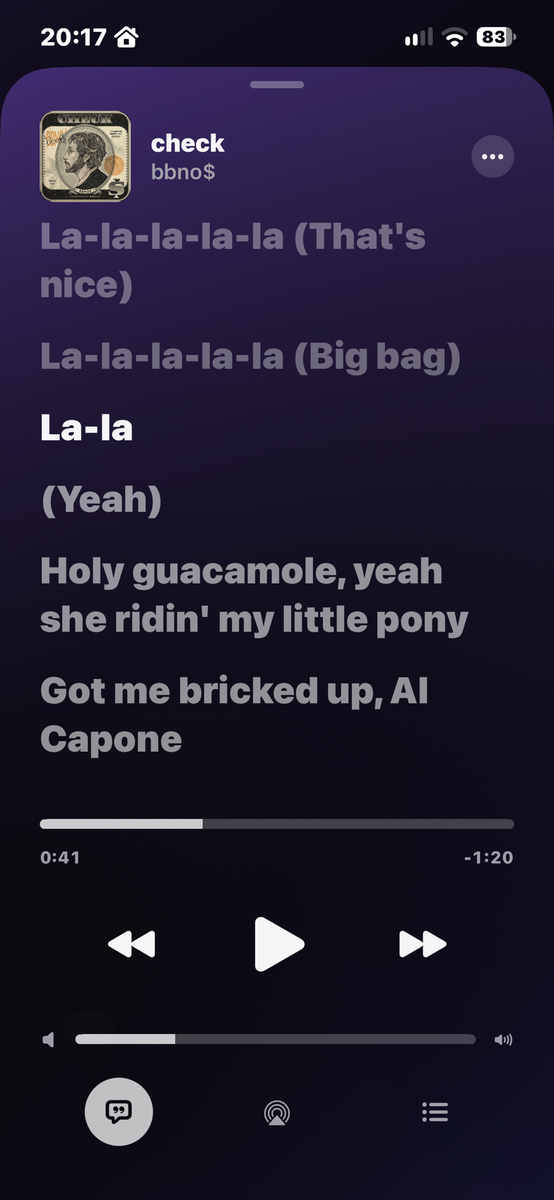 20:17
83
CHECK
check
bbno$
La-la-la-la-la (That's
nice)
La-la-la-la-la (Big bag)
La-la
(Yeah)
Holy guacamole, yeah
she ridin' my little pony
Got me bricked up, Al
Capone
0:41
-1:20